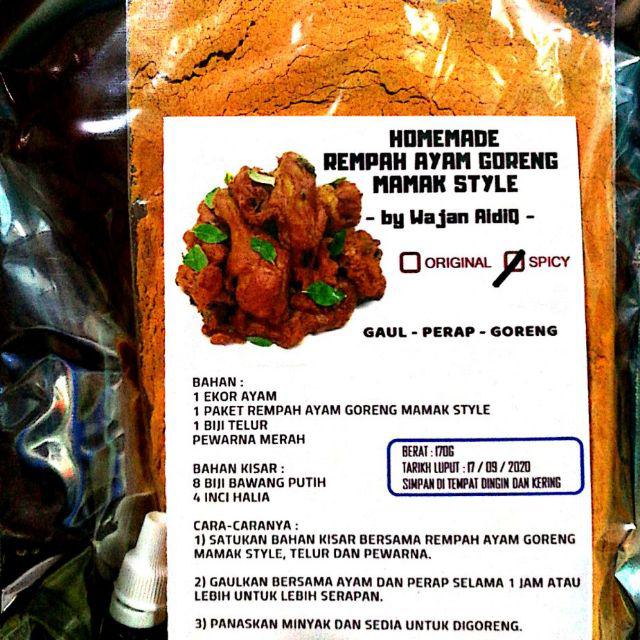 HOMEMADE
REMPAH AYAM GORENG
MAMAK STYLE
- by Wajan AldiQ -
ORIGINAL SPICY
GAUL - PERAP - GORENG
BAHAN :
1 EKOR AYAM
1 PAKET REMPAH AYAM GORENG MAMAK STYLE
1 BIJI TELUR
PEWARNA MERAH
BERAT : 170G
TARIKH LUPUT : 17 / 09 / 2020
SIMPAN DI TEMPAT DINGIN DAN KERING
BAHAN KISAR :
8 BIJI BAWANG PUTIH
4 INCI HALIA
CARA-CARANYA :
1) SATUKAN BAHAN KISAR BERSAMA REMPAH AYAM GORENG
MAMAK STYLE, TELUR DAN PEWARNA.
2) GAULKAN BERSAMA AYAM DAN PERAP SELAMA 1 JAM ATAU
LEBIH UNTUK LEBIH SERAPAN.
3) PANASKAN MINYAK DAN SEDIA UNTUK DIGORENG.